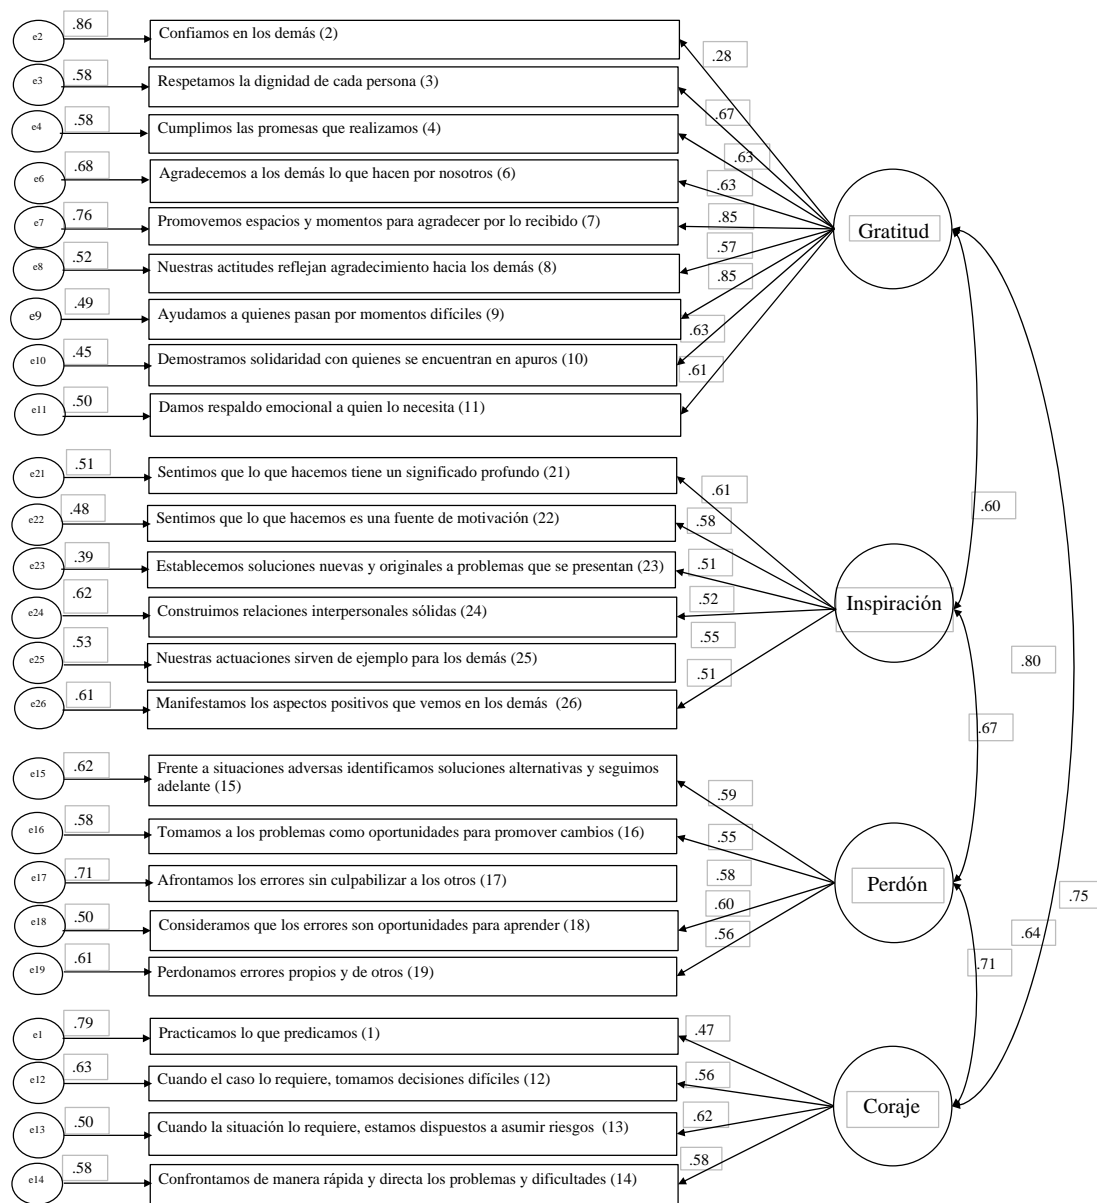 e2 .86 Confiamos en los demás (2) .28
e3 .58 Respetamos la dignidad de cada persona (3) .67
e4 .58 Cumplimos las promesas que realizamos (4) .63
e6 .68 Agradecemos a los demás lo que hacen por nosotros (6) .63
e7 .76 Promovemos espacios y momentos para agradecer por lo recibido (7) .85
Gratitud
e8 .52 Nuestras actitudes reflejan agradecimiento hacia los demás (8) .57
.85
e9 .49 Ayudamos a quienes pasan por momentos difíciles (9)
.63
e10 .45 Demostramos solidaridad con quienes se encuentran en apuros (10)
.61
e11 .50 Damos respaldo emocional a quien lo necesita (11)
e21 .51 Sentimos que lo que hacemos tiene un significado profundo (21) .61
.60
e22 .48 Sentimos que lo que hacemos es una fuente de motivación (22) .58
e23 .39 Establecemos soluciones nuevas y originales a problemas que se presentan (23) .51
e24 .62 Construimos relaciones interpersonales sólidas (24) .52
Inspiración
e25 .53 Nuestras actuaciones sirven de ejemplo para los demás (25) .55
.80
e26 .61 Manifestamos los aspectos positivos que vemos en los demás (26) .51
.67
e15 .62 Frente a situaciones adversas identificamos soluciones alternativas y seguimos
adelante (15) .59
e16 .58 Tomamos a los problemas como oportunidades para promover cambios (16) .55
e17 .71 Afrontamos los errores sin culpabilizar a los otros (17) .58
Perdón
.75
e18 .50 Consideramos que los errores son oportunidades para aprender (18) .60
.64
e19 .61 Perdonamos errores propios y de otros (19) .56
.71
e1 .79 Practicamos lo que predicamos (1) .47
e12 .63 Cuando el caso lo requiere, tomamos decisiones difíciles (12) .56
Coraje
e13 .50 Cuando la situación lo requiere, estamos dispuestos a asumir riesgos (13) .62
e14 .58 Confrontamos de manera rápida y directa los problemas y dificultades (14) .58